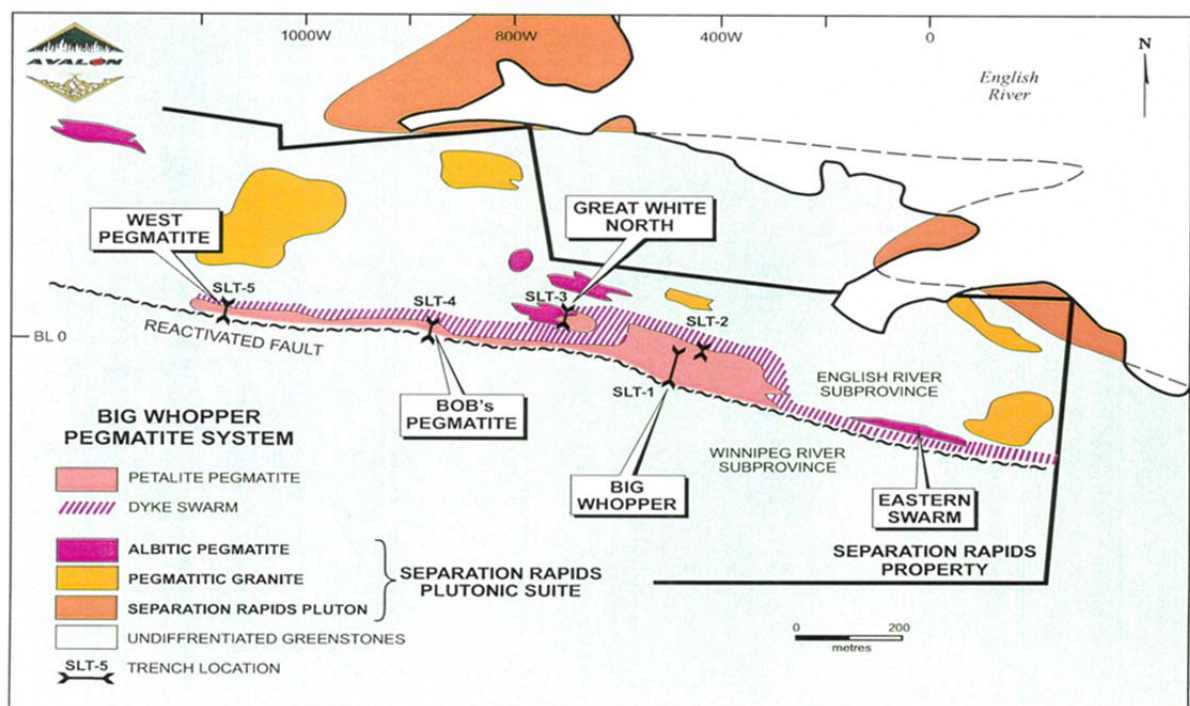 AVALON
1000W
800W
400W
0
N
English
River
WEST
PEGMATITE
GREAT WHITE
NORTH
SLT-5
SLT-4
SLT-3
SLT-2
BL 0
REACTIVATED FAULT
SLT-1
ENGLISH RIVER
SUBPROVINCE
BOB's
PEGMATITE
WINNIPEG RIVER
SUBPROVINCE
BIG
WHOPPER
EASTERN
SWARM
SEPARATION RAPIDS
PROPERTY
BIG WHOPPER
PEGMATITE SYSTEM
PETALITE PEGMATITE
DYKE SWARM
ALBITIC PEGMATITE
PEGMATITIC GRANITE
SEPARATION RAPIDS PLUTON
SEPARATION RAPIDS
PLUTONIC SUITE
UNDIFFRENTIATED GREENSTONES
SLT-5 TRENCH LOCATION
0 200
metres